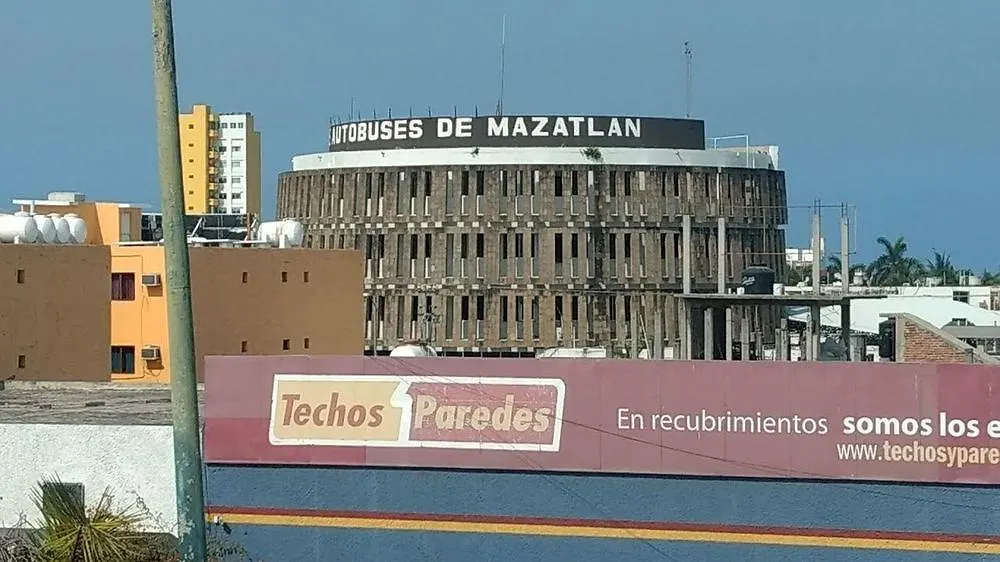 AUTOBUSES DE MAZATLAN
Techos Paredes
En recubrimientos somos los e
www.techosypare